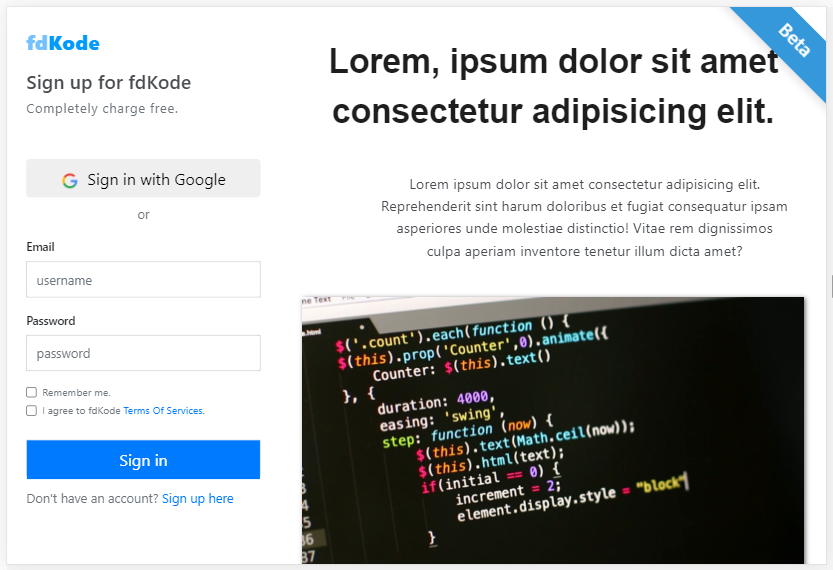 fdKode
Sign up for fdKode
Completely charge free.
Sign in with Google
or
Email
username
Password
password
Remember me.
I agree to fdKode Terms Of Services.
Sign in
Don't have an account? Sign up here
Beta
Lorem, ipsum dolor sit amet
consectetur adipisicing elit.
Lorem ipsum dolor sit amet consectetur adipisicing elit.
Reprehenderit sint harum doloribus et fugiat consequatur ipsam
asperiores unde molestiae distinctio! Vitae rem dignissimos
culpa aperiam inventore tenetur illum dicta amet?
$('.count').each(function () {
$(this).prop('Counter',0).animate({
Counter: $(this).text()
}, {
duration: 4000,
easing: 'swing',
step: function (now) {
$(this).text(Math.ceil(now));
$(this).html(text);
if(initial == 0) {
increment = 2;
element.display.style = "block"
}